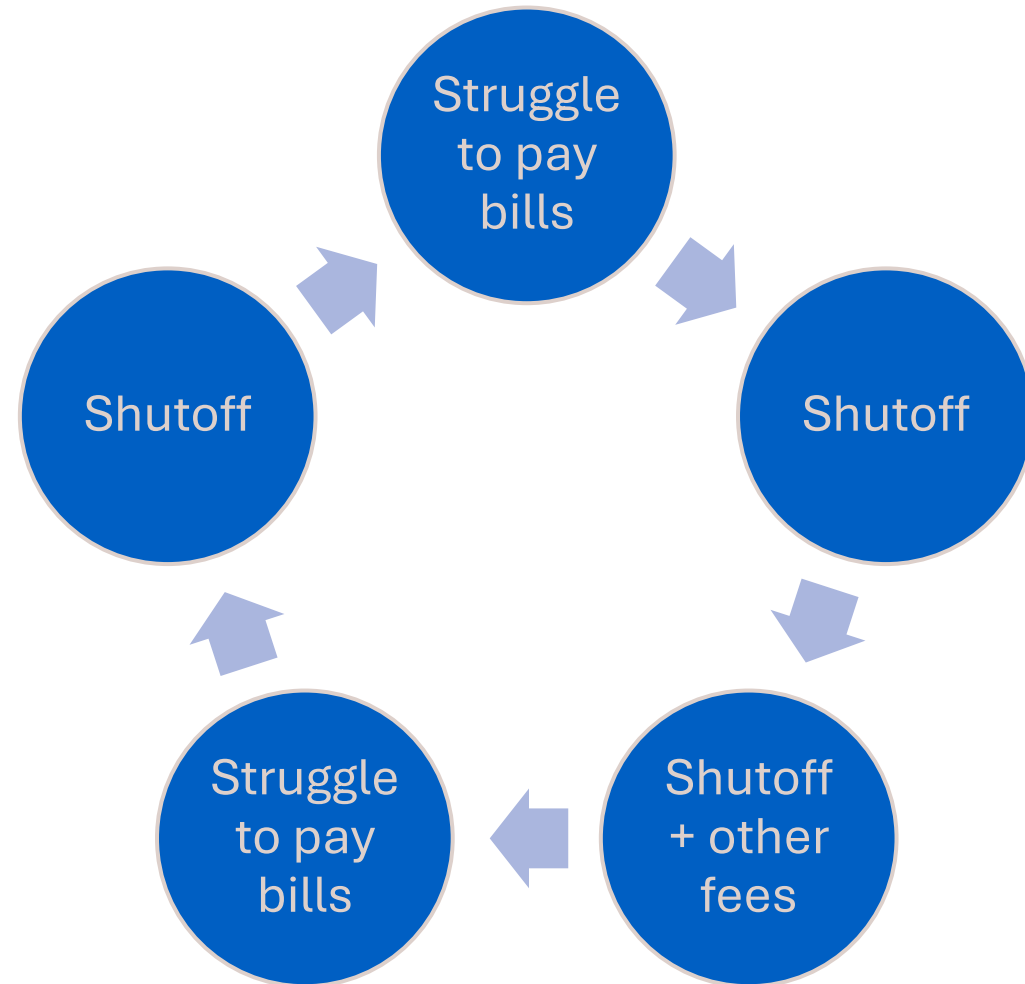 Struggle
to pay
bills
Shutoff
Shutoff
+ other
fees
Struggle
to pay
bills
Shutoff